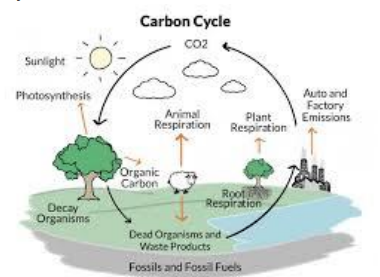 Carbon Cycle
CO2
Sunlight
Photosynthesis
Auto and
Factory
Emissions
Animal
Respiration
Plant
Respiration
Organic
Carbon
Root
Respiration
Decay
Organisms
Dead Organisms and
Waste Products
Fossils and Fossil Fuels